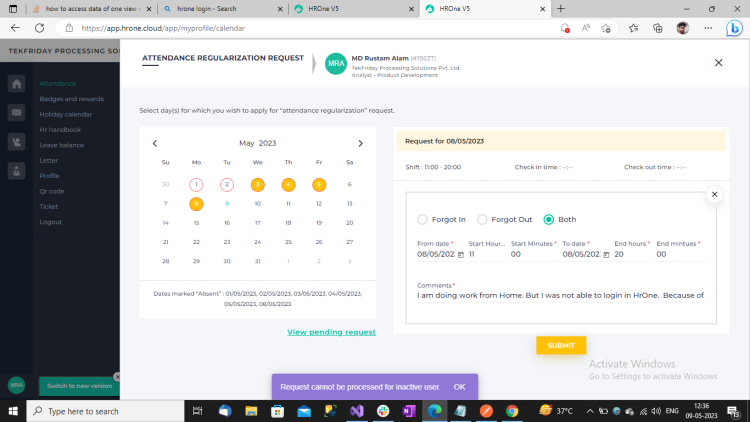 how to access data of one view
hrone login - Search
HROne V5
HROne V5
https://app.hrone.cloud/app/myprofile/calendar
TEKFRIDAY PROCESSING SO
ATTENDANCE REGULARIZATION REQUEST
MRA
MD Rustam Alam (#1863T)
TekFriday Processing Solutions Pvt. Ltd.
Analyst - Product Development
Attendance
Badges and rewards
Holiday calendar
Hr handbook
Leave balance
Letter
Profile
Qr code
Ticket
Logout
Select day(s) for which you wish to apply for "attendance regularization" request.
May 2023
Su Mo Tu We Th Fr Sa
30 1 2 3 4 5 6
7 8 9 10 11 12 13
14 15 16 17 18 19 20
21 22 23 24 25 26 27
28 29 30 31 1 2 3
Dates marked "Absent" : 01/05/2023, 02/05/2023, 03/05/2023, 04/05/2023,
05/05/2023, 08/05/2023
View pending request
Request for 08/05/2023
Shift : 11:00 - 20:00 Check in time : --:-- Check out time : --:--
Forgot In Forgot Out Both
From date * Start Hour... Start Minutes * To date * End hours * End mintues *
08/05/202 11 00 08/05/202 20 00
Comments *
I am doing work from Home. But I was not able to login in HrOne. Because of
SUBMIT
Activate Windows
Go to Settings to activate Windows.
MRA
Switch to new version
Request cannot be processed for inactive user. OK
Type here to search
37°C
ENG
12:36
09-05-2023
13